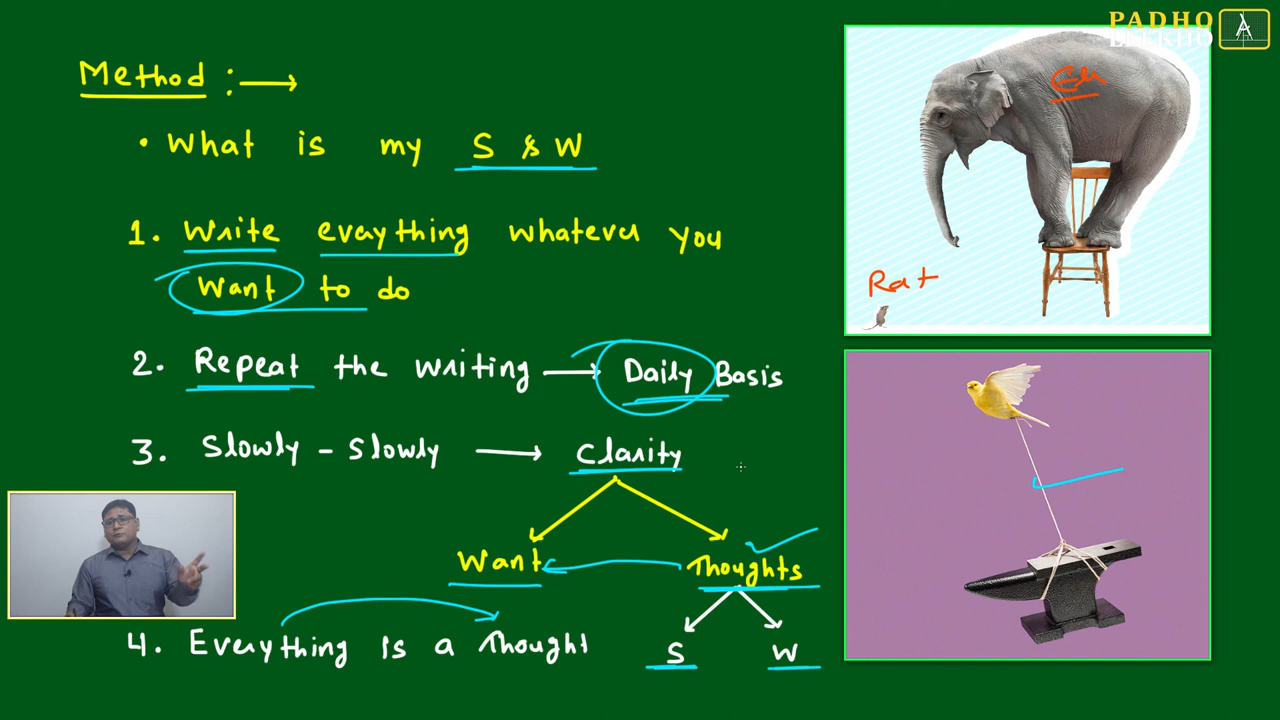 PADHO
LEKHO
Method :→
• What is my S & W
1. Write everything whatever you
Want to do
2. Repeat the writing → Daily Basis
3. Slowly - Slowly → Clarity
Want Thoughts
S W
4. Everything is a Thought
Rat